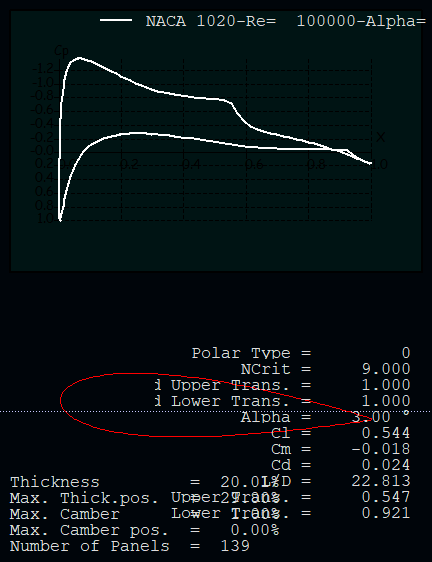 NACA 1020-Re=  100000-Alpha=
Cp
-1.2
-1.0
-0.8
-0.6
-0.4
-0.2
0.0
0.2
0.4
0.6
0.8
1.0
X
0.2 0.4 0.6 0.8 1.0
Polar Type = 0
NCrit = 9.000
d Upper Trans. = 1.000
d Lower Trans. = 1.000
Alpha = 3.00 °
Cl = 0.544
Cm = -0.018
Cd = 0.024
L/D = 22.813
Upper Trans. = 0.547
Lower Trans. = 0.921
Thickness = 20.01%
Max. Thick.pos. = 29.00%
Max. Camber = 1.00%
Max. Camber pos. = 0.00%
Number of Panels = 139